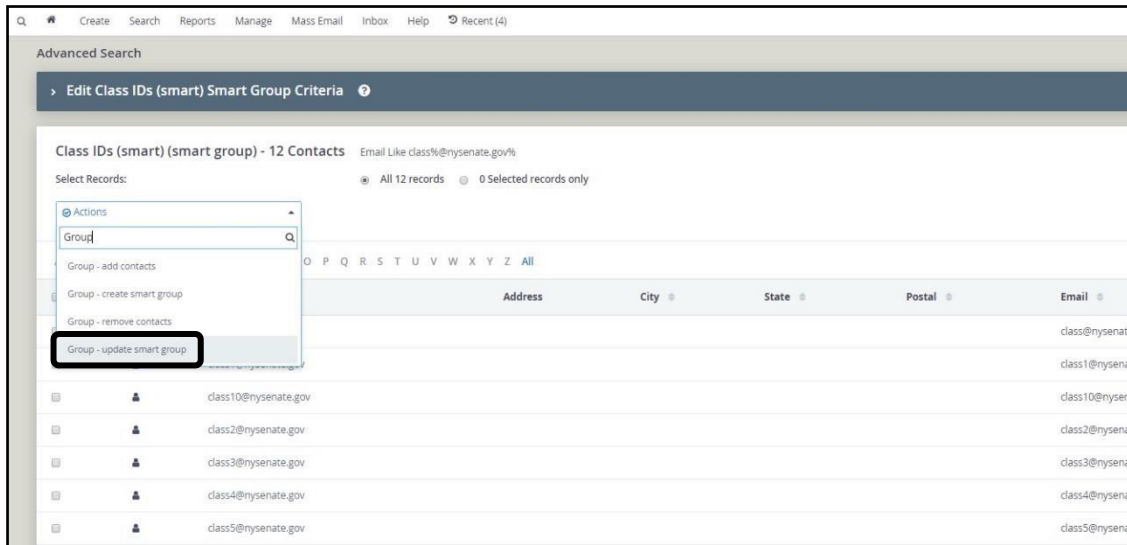 Create Search Reports Manage Mass Email Inbox Help Recent (4)
Advanced Search
› Edit Class IDs (smart) Smart Group Criteria ?
Class IDs (smart) (smart group) - 12 Contacts Email Like class%@nysenate.gov%
Select Records: All 12 records 0 Selected records only
Actions
Group
O P Q R S T U V W X Y Z All
Group - add contacts
Group - create smart group
Address City State Postal Email
Group - remove contacts
class@nysenat
Group - update smart group
class1@nysena
class10@nysenate.gov class10@nysen
class2@nysenate.gov class2@nysena
class3@nysenate.gov class3@nysena
class4@nysenate.gov class4@nysena
class5@nysenate.gov class5@nysena